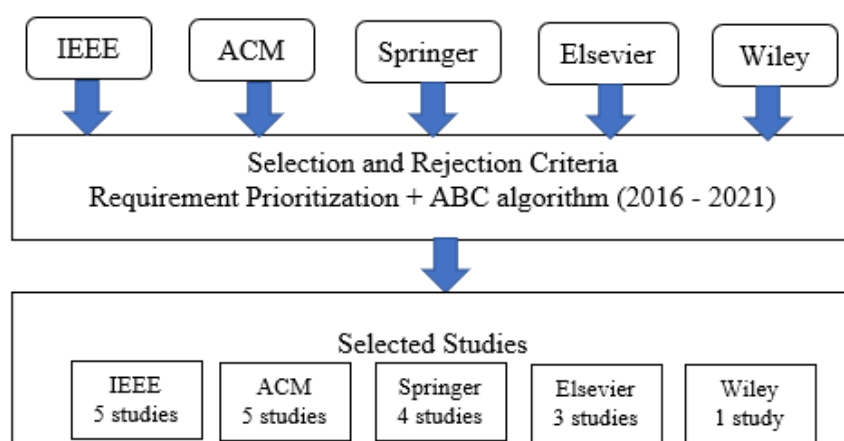 IEEE
ACM
Springer
Elsevier
Wiley
Selection and Rejection Criteria
Requirement Prioritization + ABC algorithm (2016 - 2021)
Selected Studies
IEEE
5 studies
ACM
5 studies
Springer
4 studies
Elsevier
3 studies
Wiley
1 study